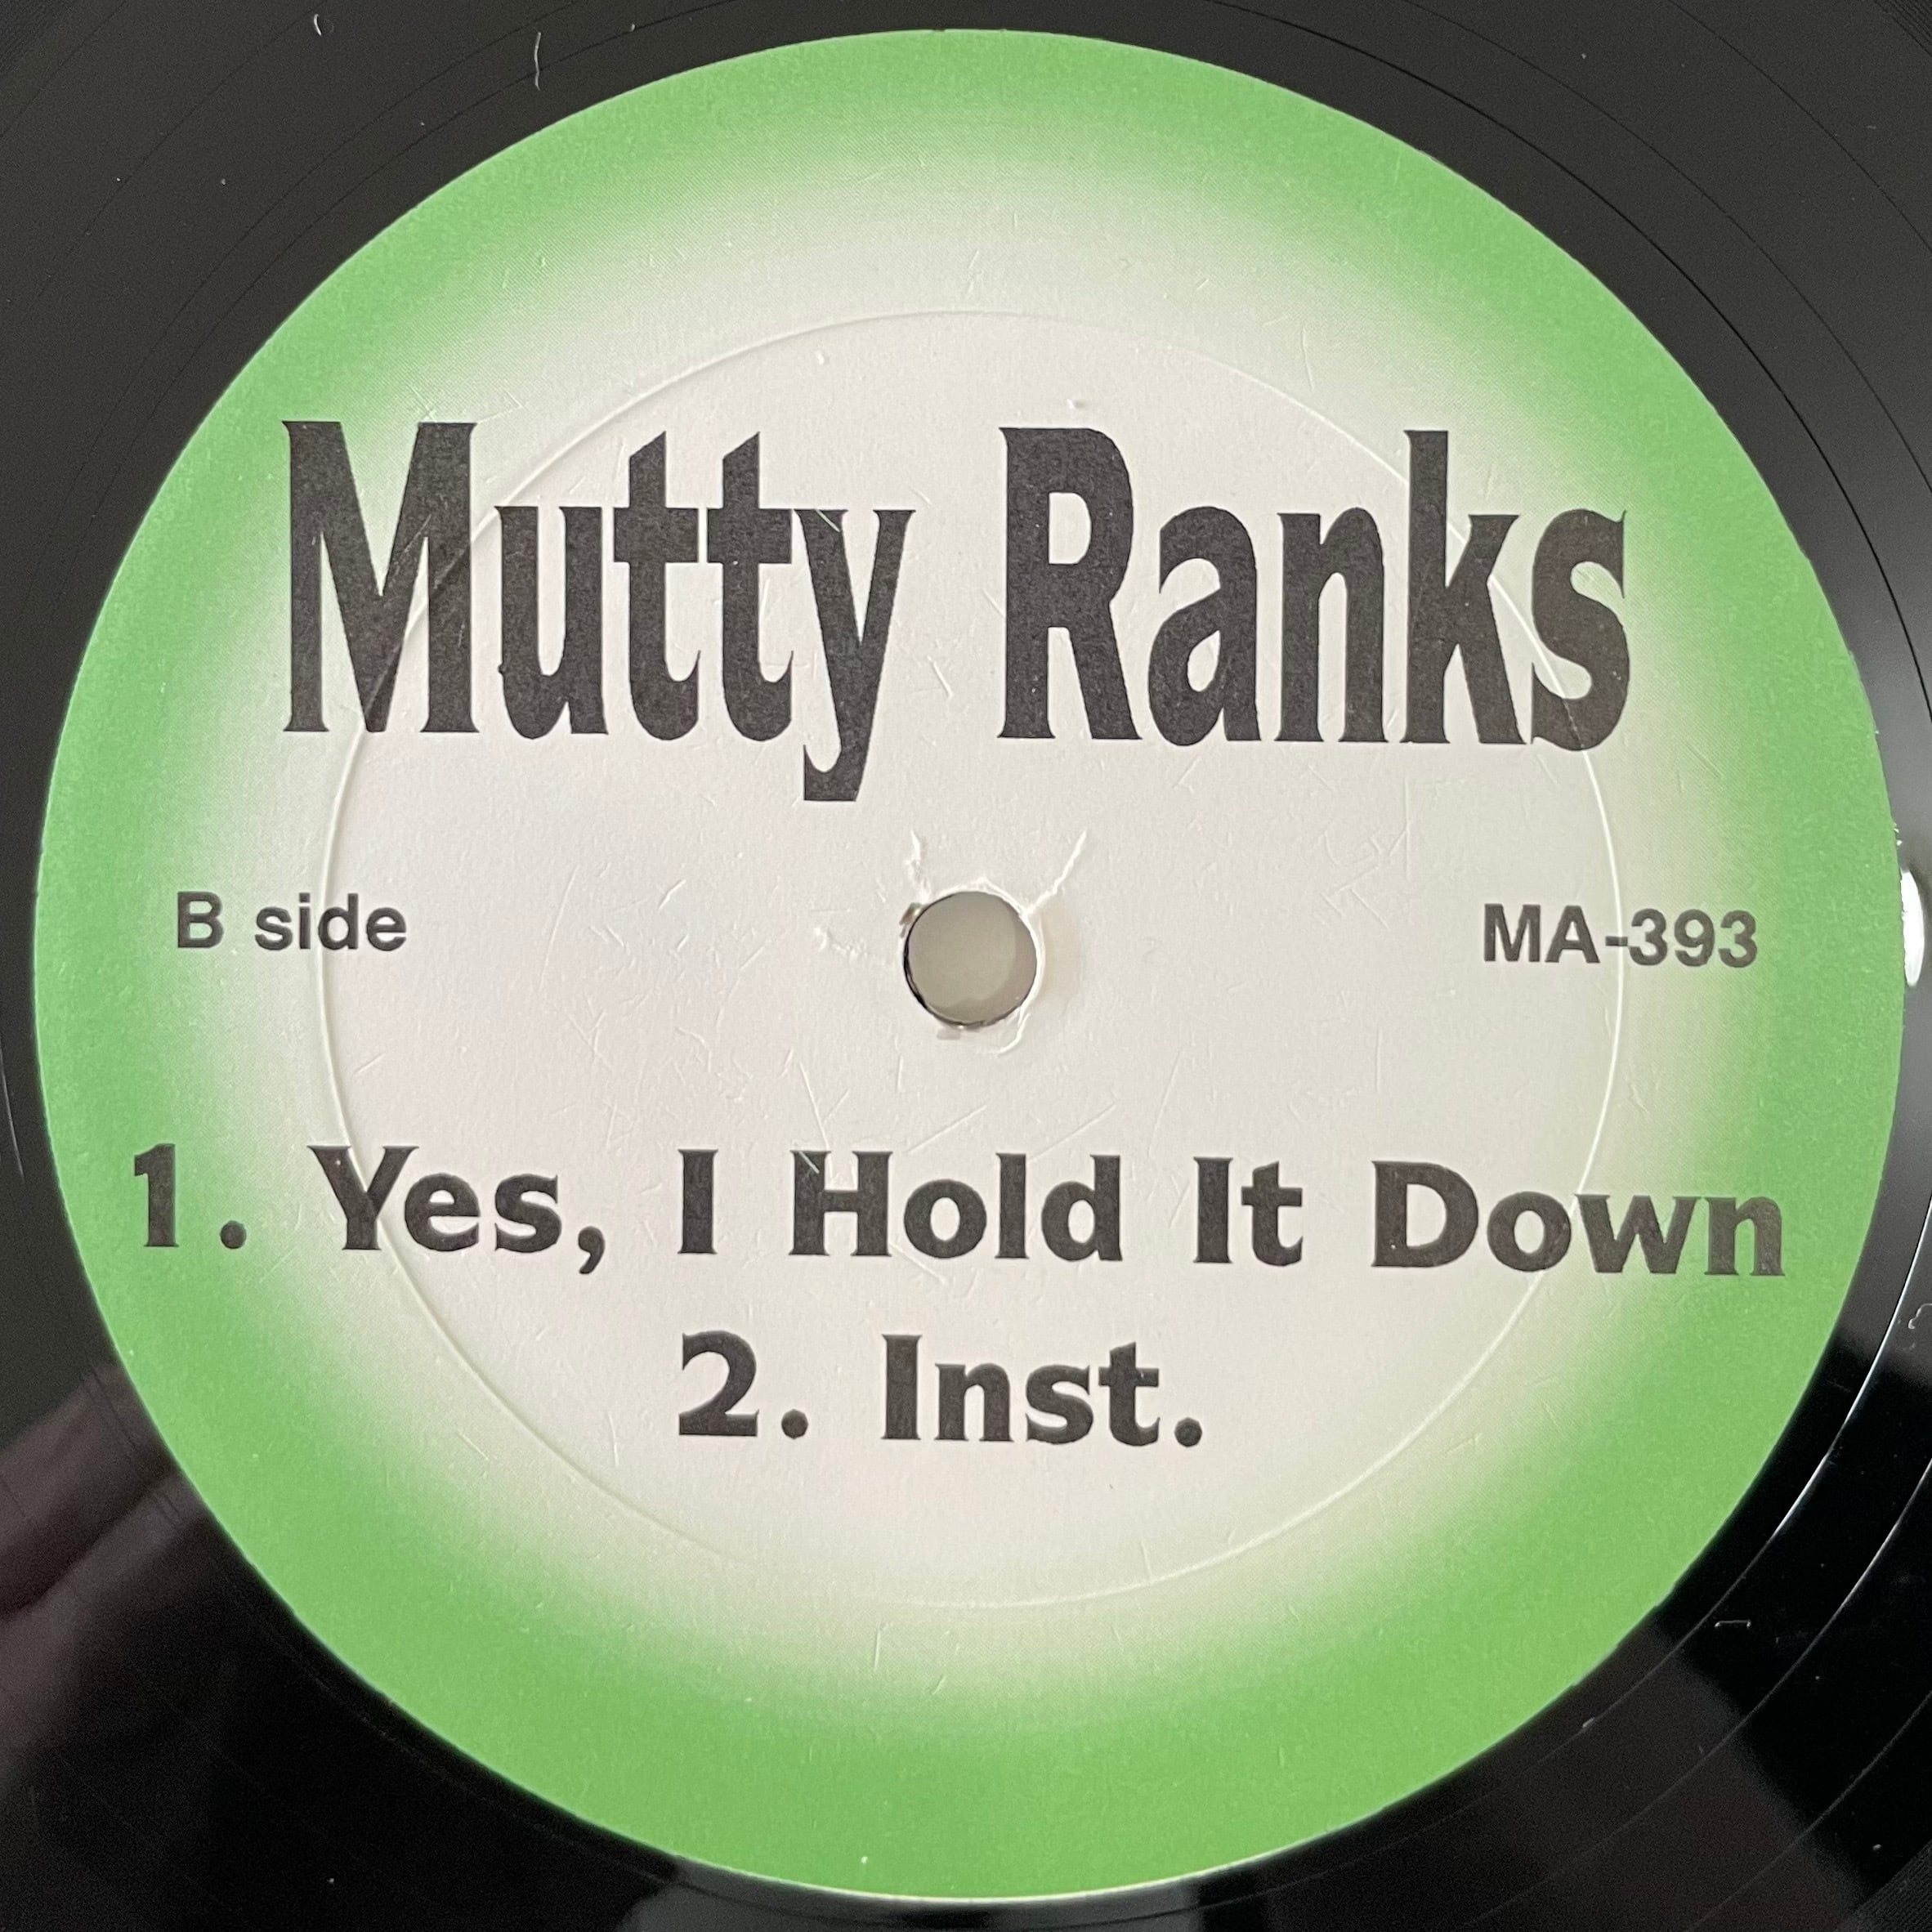 Mutty Ranks
B side
MA-393
1. Yes, I Hold It Down
2. Inst.